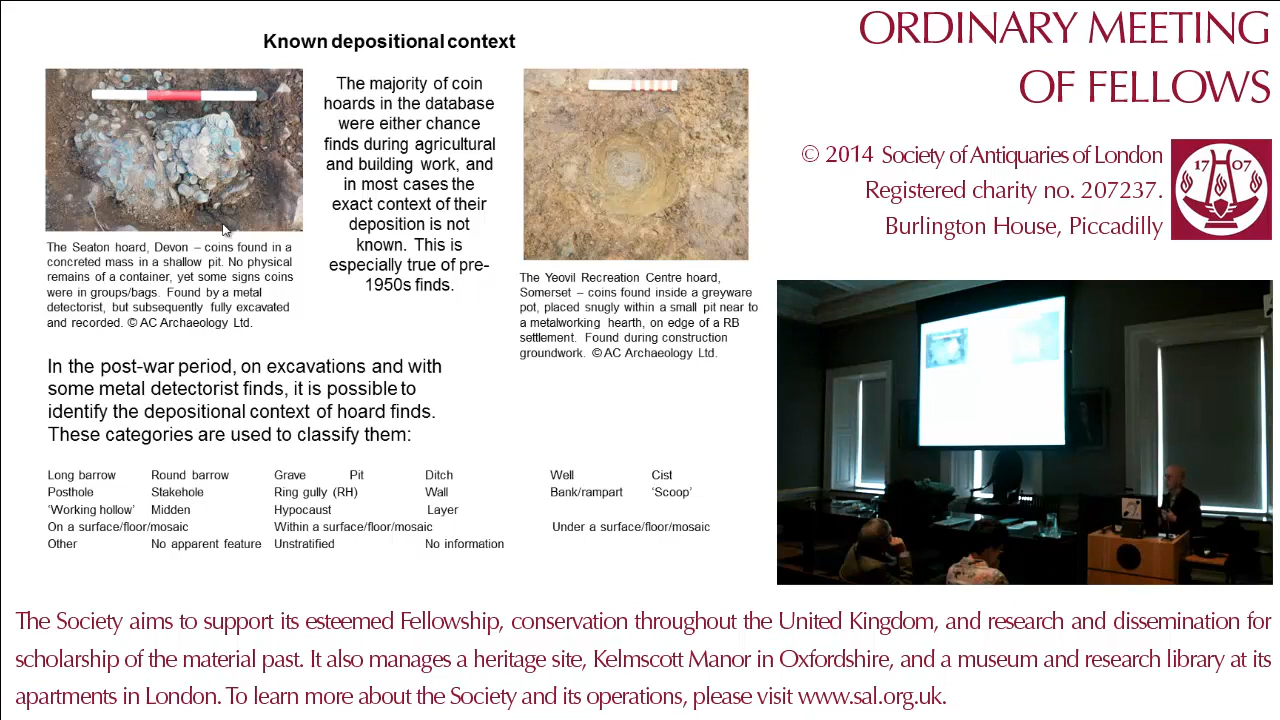 Known depositional context
The majority of coin
hoards in the database
were either chance
finds during agricultural
and building work, and
in most cases the
exact context of their
deposition is not
known. This is
especially true of pre-
1950s finds.
The Seaton hoard, Devon – coins found in a
concreted mass in a shallow pit. No physical
remains of a container, yet some signs coins
were in groups/bags. Found by a metal
detectorist, but subsequently fully excavated
and recorded. © AC Archaeology Ltd.
The Yeovil Recreation Centre hoard,
Somerset – coins found inside a greyware
pot, placed snugly within a small pit near to
a metalworking hearth, on edge of a RB
settlement. Found during construction
groundwork. © AC Archaeology Ltd.
In the post-war period, on excavations and with
some metal detectorist finds, it is possible to
identify the depositional context of hoard finds.
These categories are used to classify them:
Long barrow Round barrow Grave Pit Ditch Well Cist
Posthole Stakehole Ring gully (RH) Wall Bank/rampart ‘Scoop’
‘Working hollow’ Midden Hypocaust Layer
On a surface/floor/mosaic Within a surface/floor/mosaic Under a surface/floor/mosaic
Other No apparent feature Unstratified No information
ORDINARY MEETING
OF FELLOWS
© 2014 Society of Antiquaries of London
Registered charity no. 207237.
Burlington House, Piccadilly
17 07
The Society aims to support its esteemed Fellowship, conservation throughout the United Kingdom, and research and dissemination for
scholarship of the material past. It also manages a heritage site, Kelmscott Manor in Oxfordshire, and a museum and research library at its
apartments in London. To learn more about the Society and its operations, please visit www.sal.org.uk.